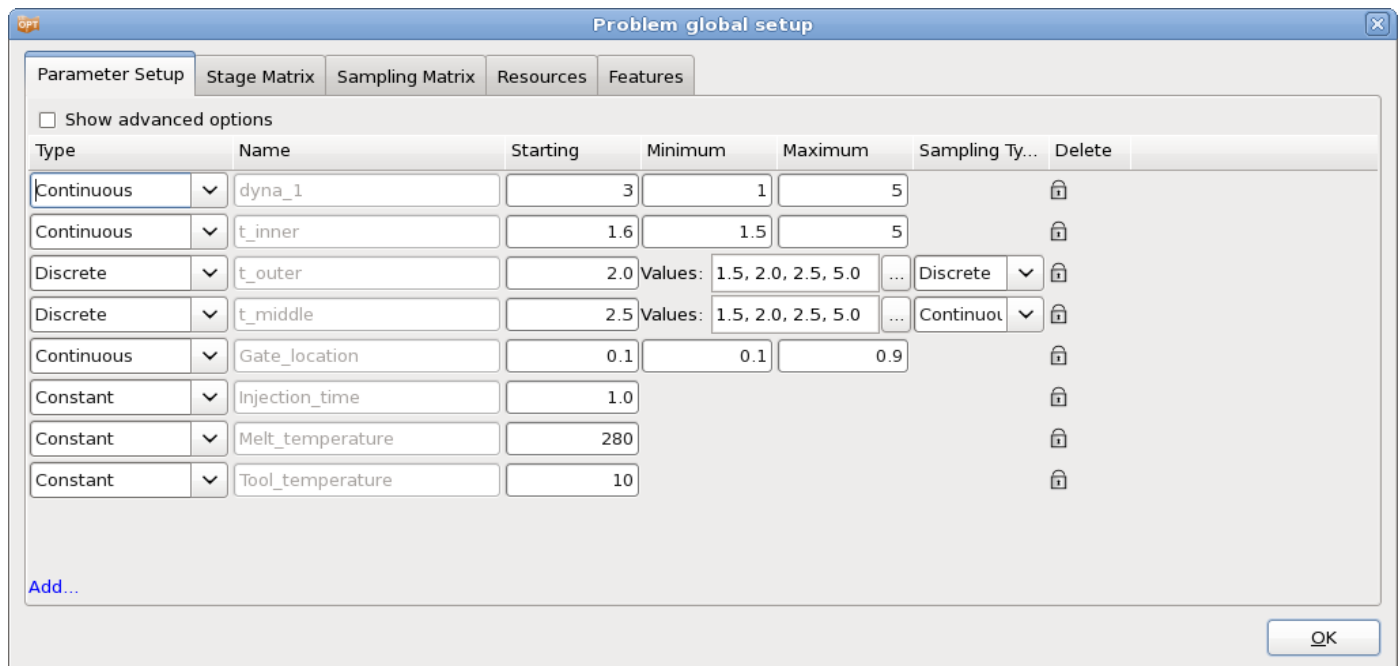 OPT Problem global setup
Parameter Setup Stage Matrix Sampling Matrix Resources Features
Show advanced options
Type Name Starting Minimum Maximum Sampling Ty... Delete
Continuous dyna_1 3 1 5
Continuous t_inner 1.6 1.5 5
Discrete t_outer 2.0 Values: 1.5, 2.0, 2.5, 5.0 ... Discrete
Discrete t_middle 2.5 Values: 1.5, 2.0, 2.5, 5.0 ... Continuou
Continuous Gate_location 0.1 0.1 0.9
Constant Injection_time 1.0
Constant Melt_temperature 280
Constant Tool_temperature 10
Add...
OK